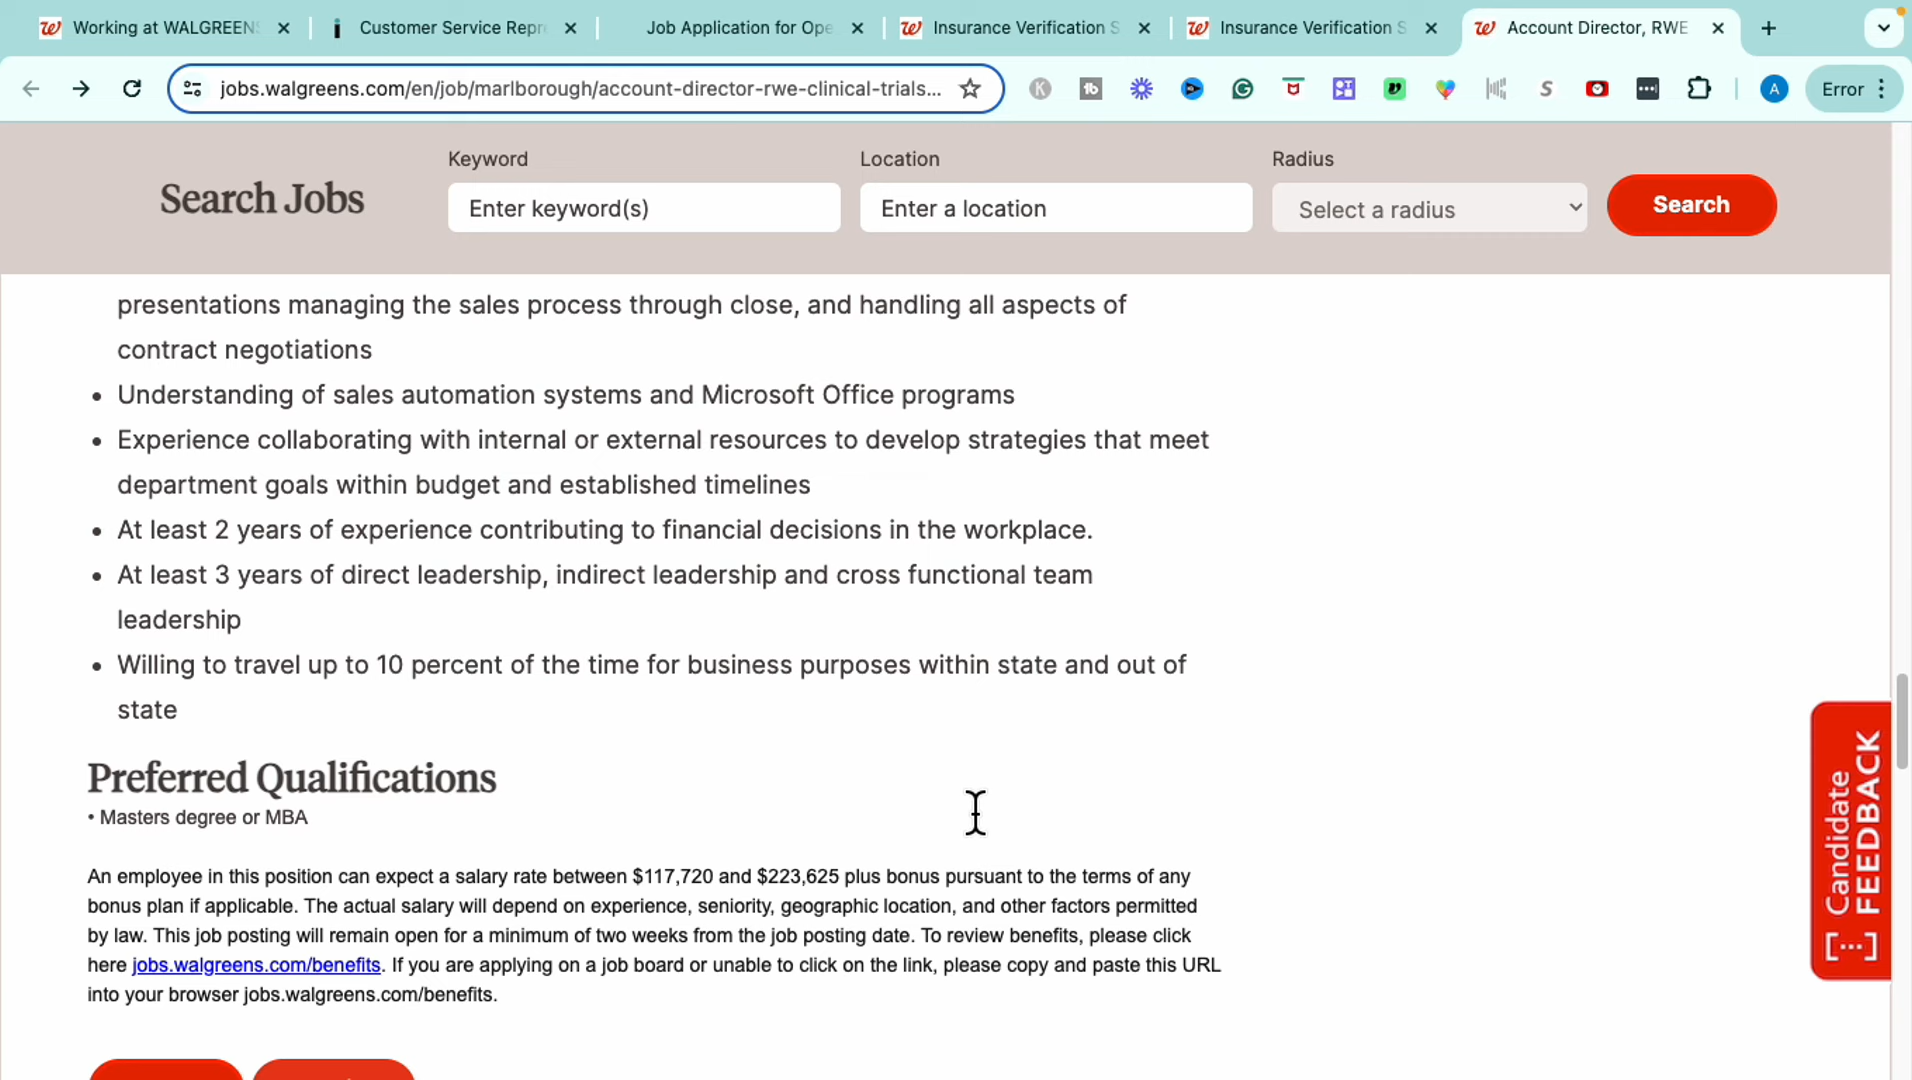 Working at WALGREENS
Customer Service Repr
Job Application for Ope
Insurance Verification S
Insurance Verification S
Account Director, RWE
jobs.walgreens.com/en/job/marlborough/account-director-rwe-clinical-trials...
A
Error
Search Jobs
Keyword
Enter keyword(s)
Location
Enter a location
Radius
Select a radius
Search
presentations managing the sales process through close, and handling all aspects of
contract negotiations
• Understanding of sales automation systems and Microsoft Office programs
• Experience collaborating with internal or external resources to develop strategies that meet
department goals within budget and established timelines
• At least 2 years of experience contributing to financial decisions in the workplace.
• At least 3 years of direct leadership, indirect leadership and cross functional team
leadership
• Willing to travel up to 10 percent of the time for business purposes within state and out of
state
Preferred Qualifications
• Masters degree or MBA
An employee in this position can expect a salary rate between $117,720 and $223,625 plus bonus pursuant to the terms of any
bonus plan if applicable. The actual salary will depend on experience, seniority, geographic location, and other factors permitted
by law. This job posting will remain open for a minimum of two weeks from the job posting date. To review benefits, please click
here jobs.walgreens.com/benefits. If you are applying on a job board or unable to click on the link, please copy and paste this URL
into your browser jobs.walgreens.com/benefits.
Candidate
FEEDBACK